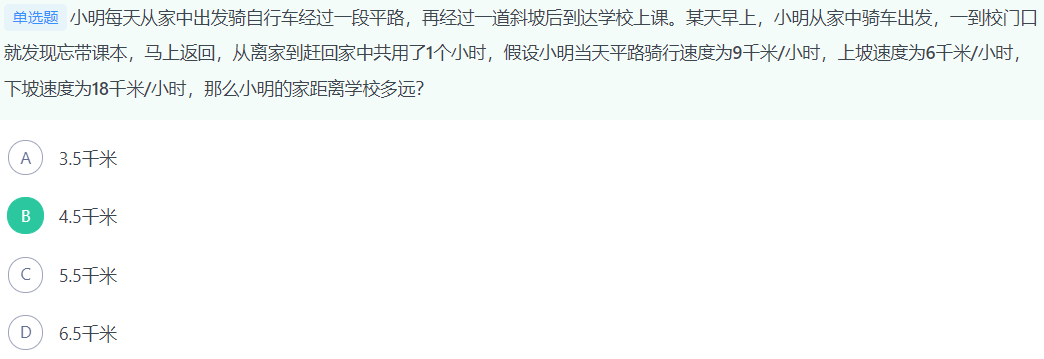 单选题 小明每天从家中出发骑自行车经过一段平路，再经过一道斜坡后到达学校上课。某天早上，小明从家中骑车出发，一到校门口
就发现忘带课本，马上返回，从离家到赶回家中共用了1个小时，假设小明当天平路骑行速度为9千米/小时，上坡速度为6千米/小时，
下坡速度为18千米/小时，那么小明的家距离学校多远？
A 3.5千米
B 4.5千米
C 5.5千米
D 6.5千米